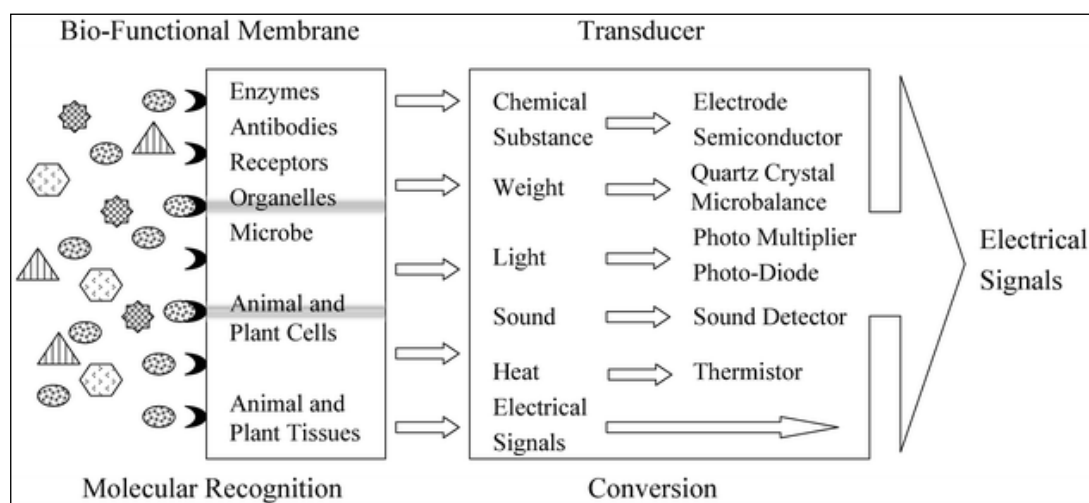 Bio-Functional Membrane
Transducer
Enzymes
Antibodies
Receptors
Organelles
Microbe
Animal and
Plant Cells
Animal and
Plant Tissues
Chemical
Substance
Electrode
Semiconductor
Weight
Quartz Crystal
Microbalance
Light
Photo Multiplier
Photo-Diode
Sound
Sound Detector
Heat
Thermistor
Electrical
Signals
Electrical
Signals
Molecular Recognition
Conversion